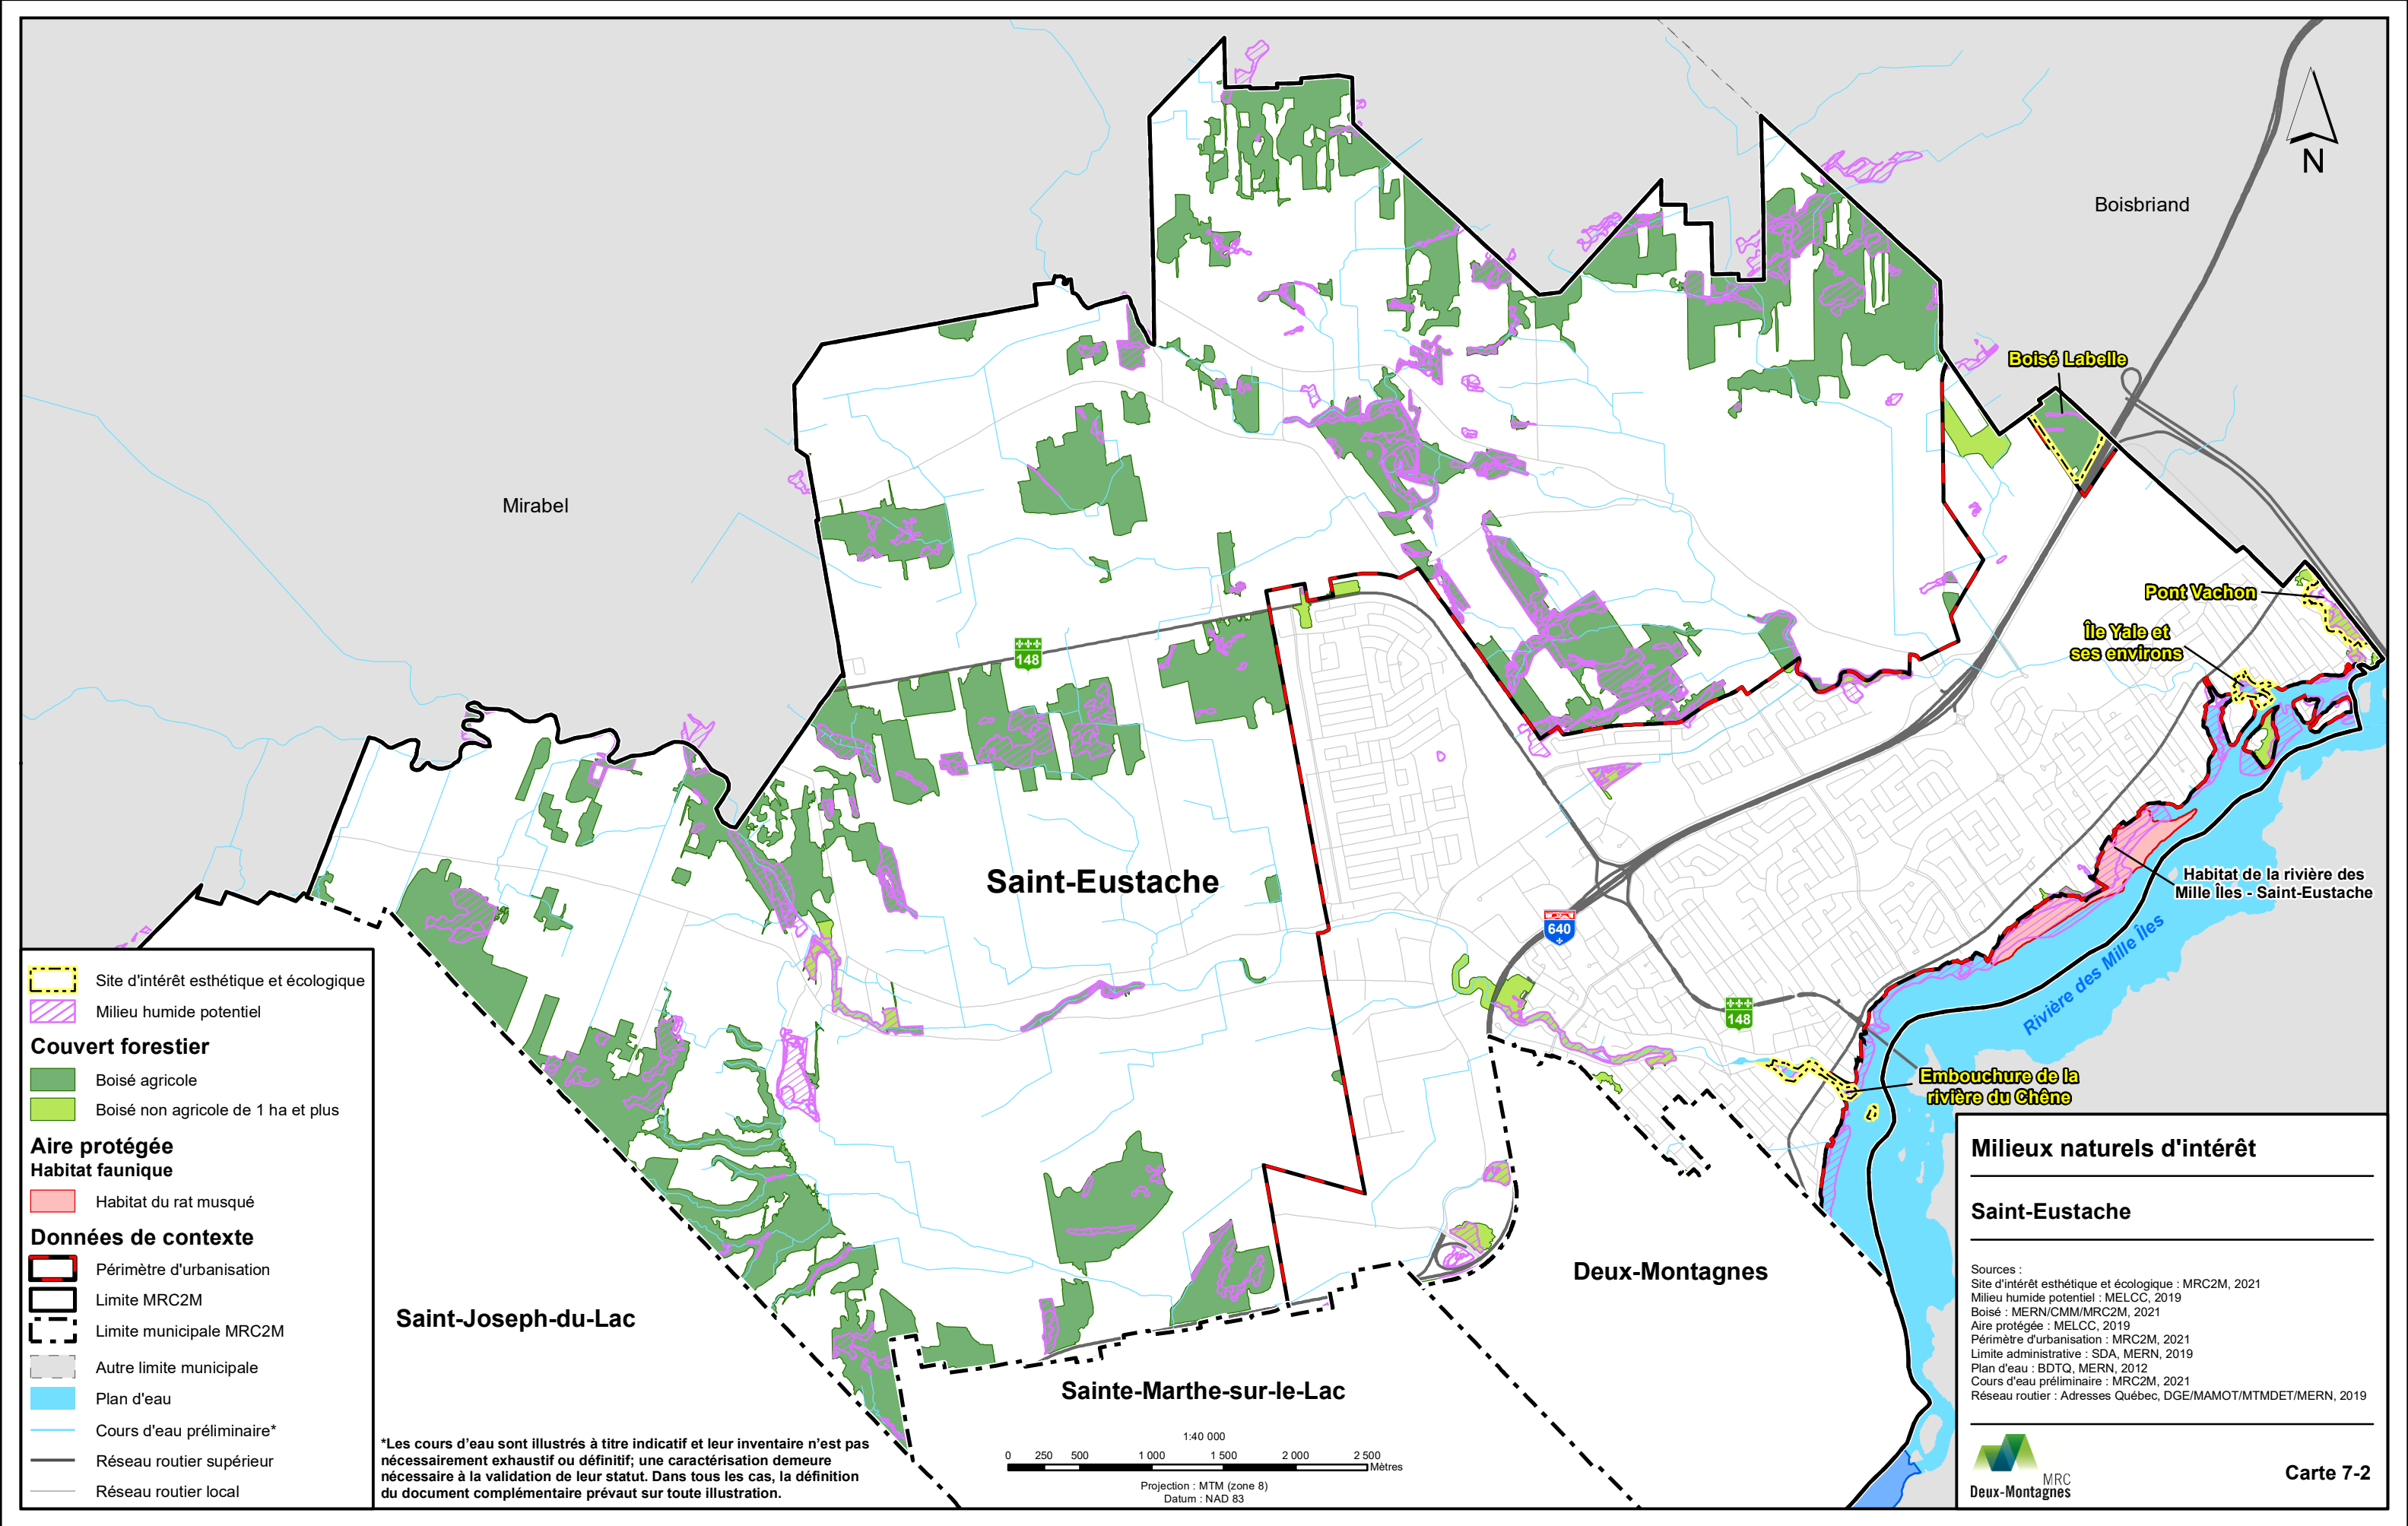 N
Boisbriand
Mirabel
Boisé Labelle
Pont Vachon
Île Yale et
ses environs
148
Saint-Eustache
Habitat de la rivière des
Mille Îles - Saint-Eustache
640
148
Rivière des Mille Îles
Embouchure de la
rivière du Chêne
Deux-Montagnes
Saint-Joseph-du-Lac
Sainte-Marthe-sur-le-Lac
Site d'intérêt esthétique et écologique
Milieu humide potentiel
Couvert forestier
Boisé agricole
Boisé non agricole de 1 ha et plus
Aire protégée
Habitat faunique
Habitat du rat musqué
Données de contexte
Périmètre d'urbanisation
Limite MRC2M
Limite municipale MRC2M
Autre limite municipale
Plan d'eau
Cours d'eau préliminaire*
Réseau routier supérieur
Réseau routier local
*Les cours d'eau sont illustrés à titre indicatif et leur inventaire n'est pas
nécessairement exhaustif ou définitif; une caractérisation demeure
nécessaire à la validation de leur statut. Dans tous les cas, la définition
du document complémentaire prévaut sur toute illustration.
1:40 000
0 250 500 1 000 1 500 2 000 2 500
Mètres
Projection : MTM (zone 8)
Datum : NAD 83
Milieux naturels d'intérêt
Saint-Eustache
Sources :
Site d'intérêt esthétique et écologique : MRC2M, 2021
Milieu humide potentiel : MELCC, 2019
Boisé : MERN/CMM/MRC2M, 2021
Aire protégée : MELCC, 2019
Périmètre d'urbanisation : MRC2M, 2021
Limite administrative : SDA, MERN, 2019
Plan d'eau : BDTQ, MERN, 2012
Cours d'eau préliminaire : MRC2M, 2021
Réseau routier : Adresses Québec, DGE/MAMOT/MTMDET/MERN, 2019
MRC
Deux-Montagnes
Carte 7-2